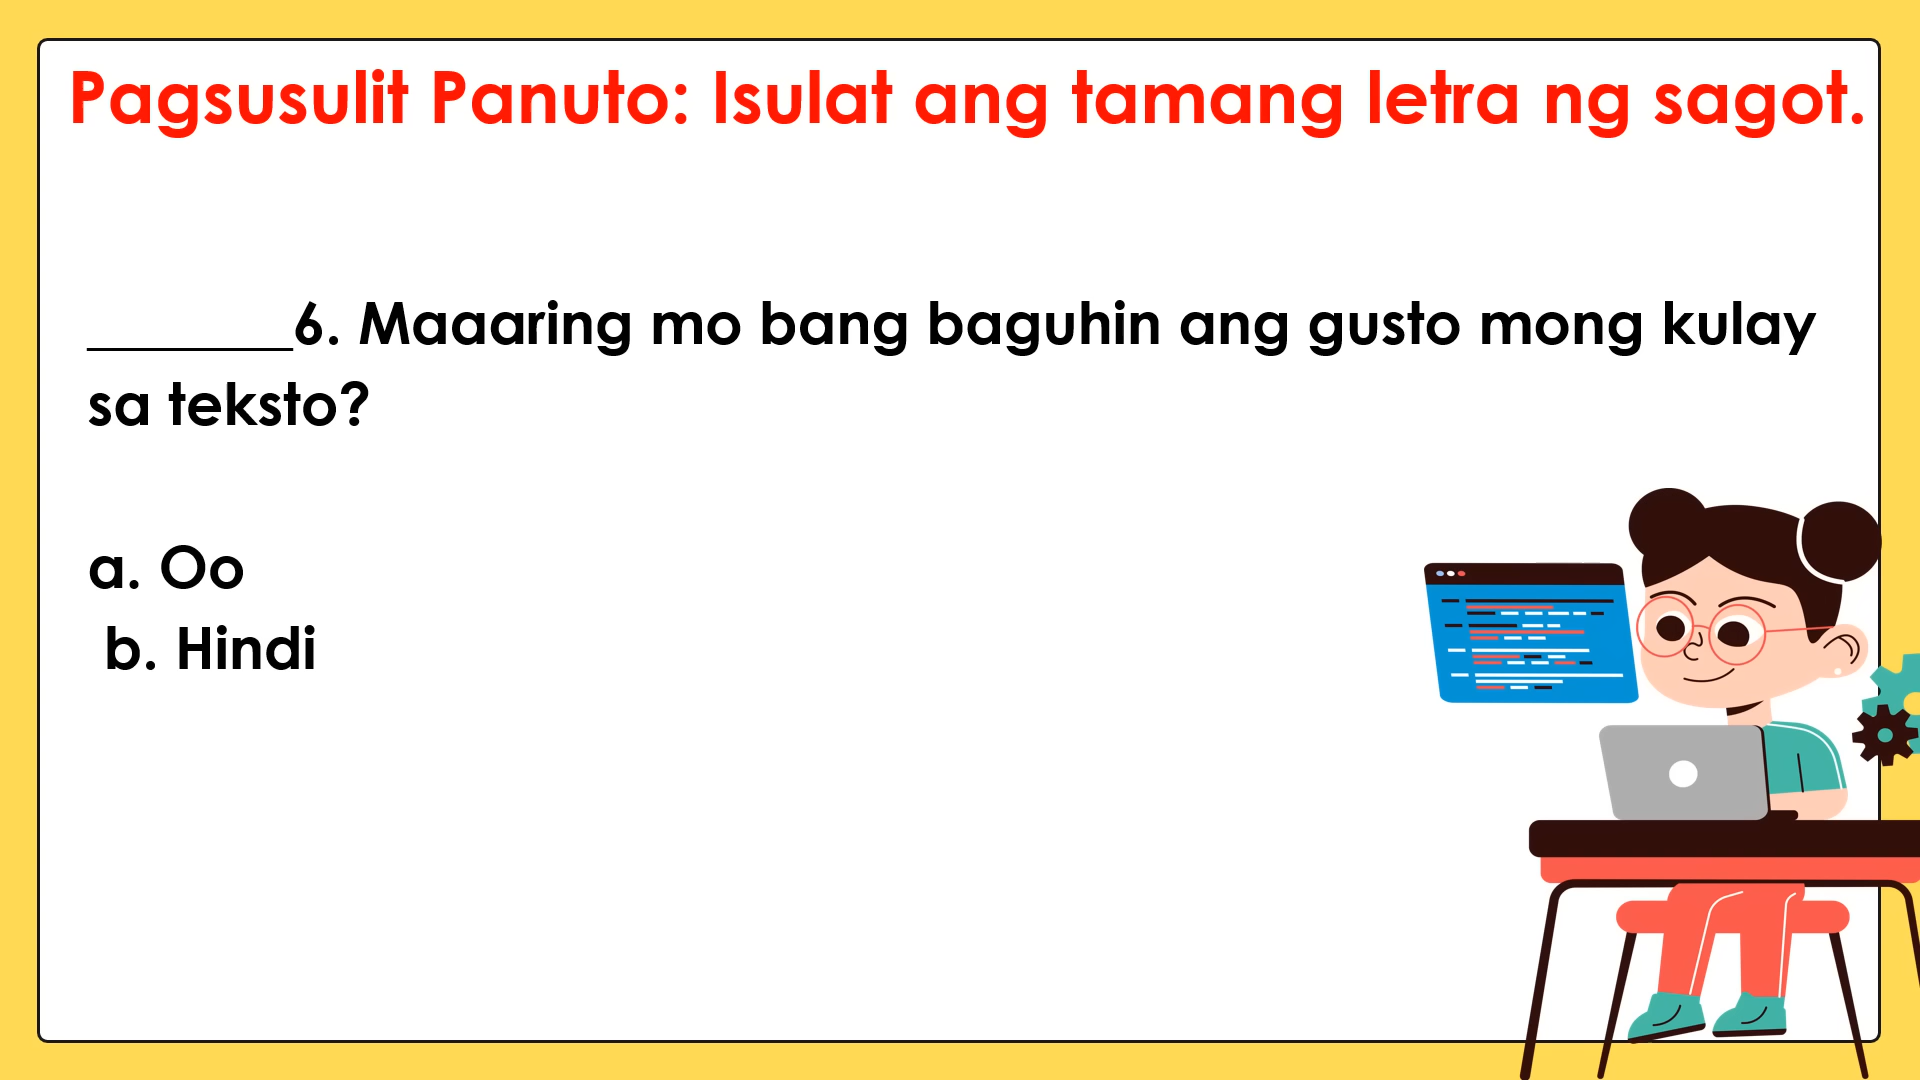 Pagsusulit Panuto: Isulat ang tamang letra ng sagot.
_______6. Maaaring mo bang baguhin ang gusto mong kulay
sa teksto?
a. Oo
b. Hindi